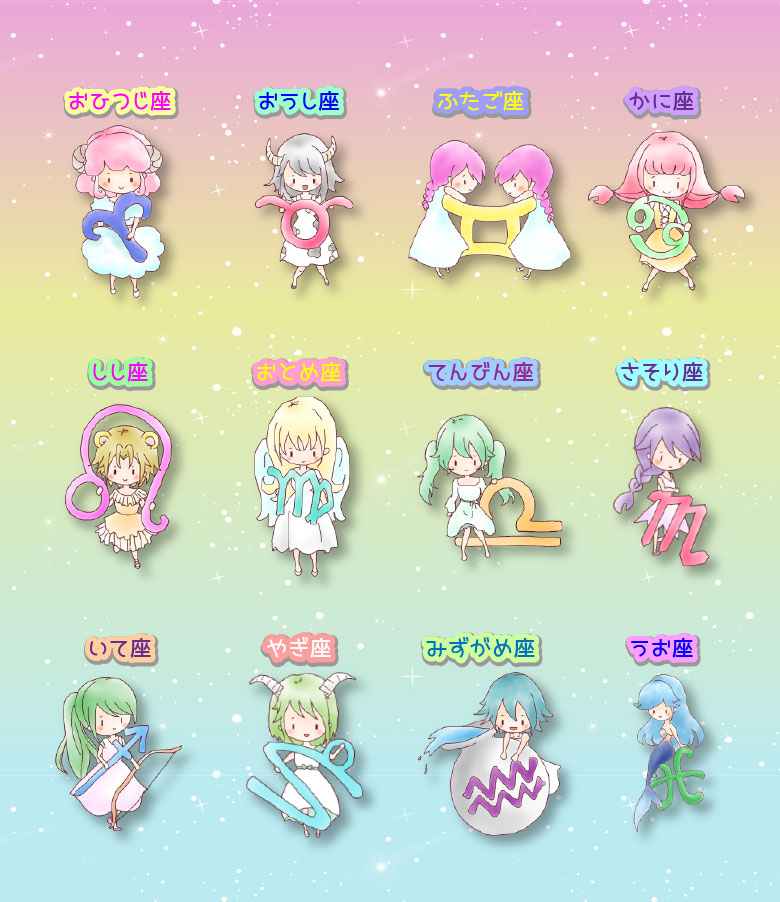 おひつじ座
おうし座
ふたご座
かに座
しし座
おとめ座
てんびん座
さそり座
いて座
やぎ座
みずがめ座
うお座